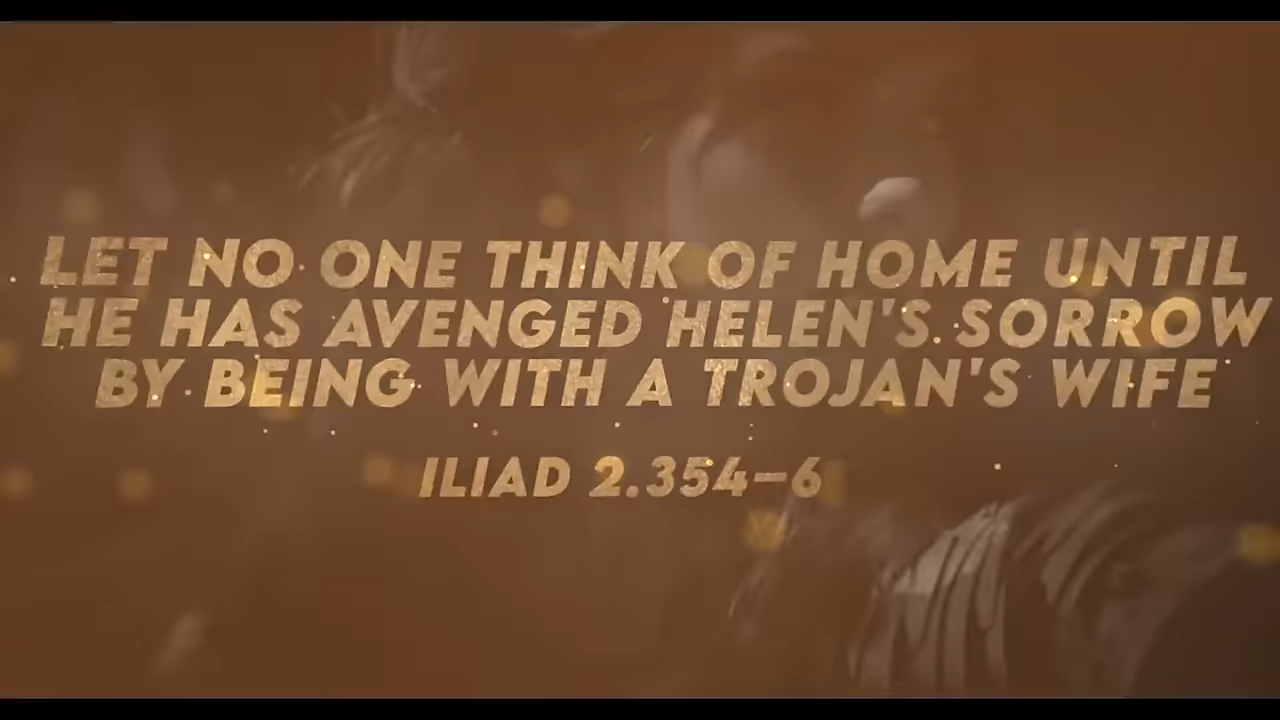 LET NO ONE THINK OF HOME UNTIL
HE HAS AVENGED HELEN'S SORROW
BY BEING WITH A TROJAN'S WIFE
ILIAD 2.354–6